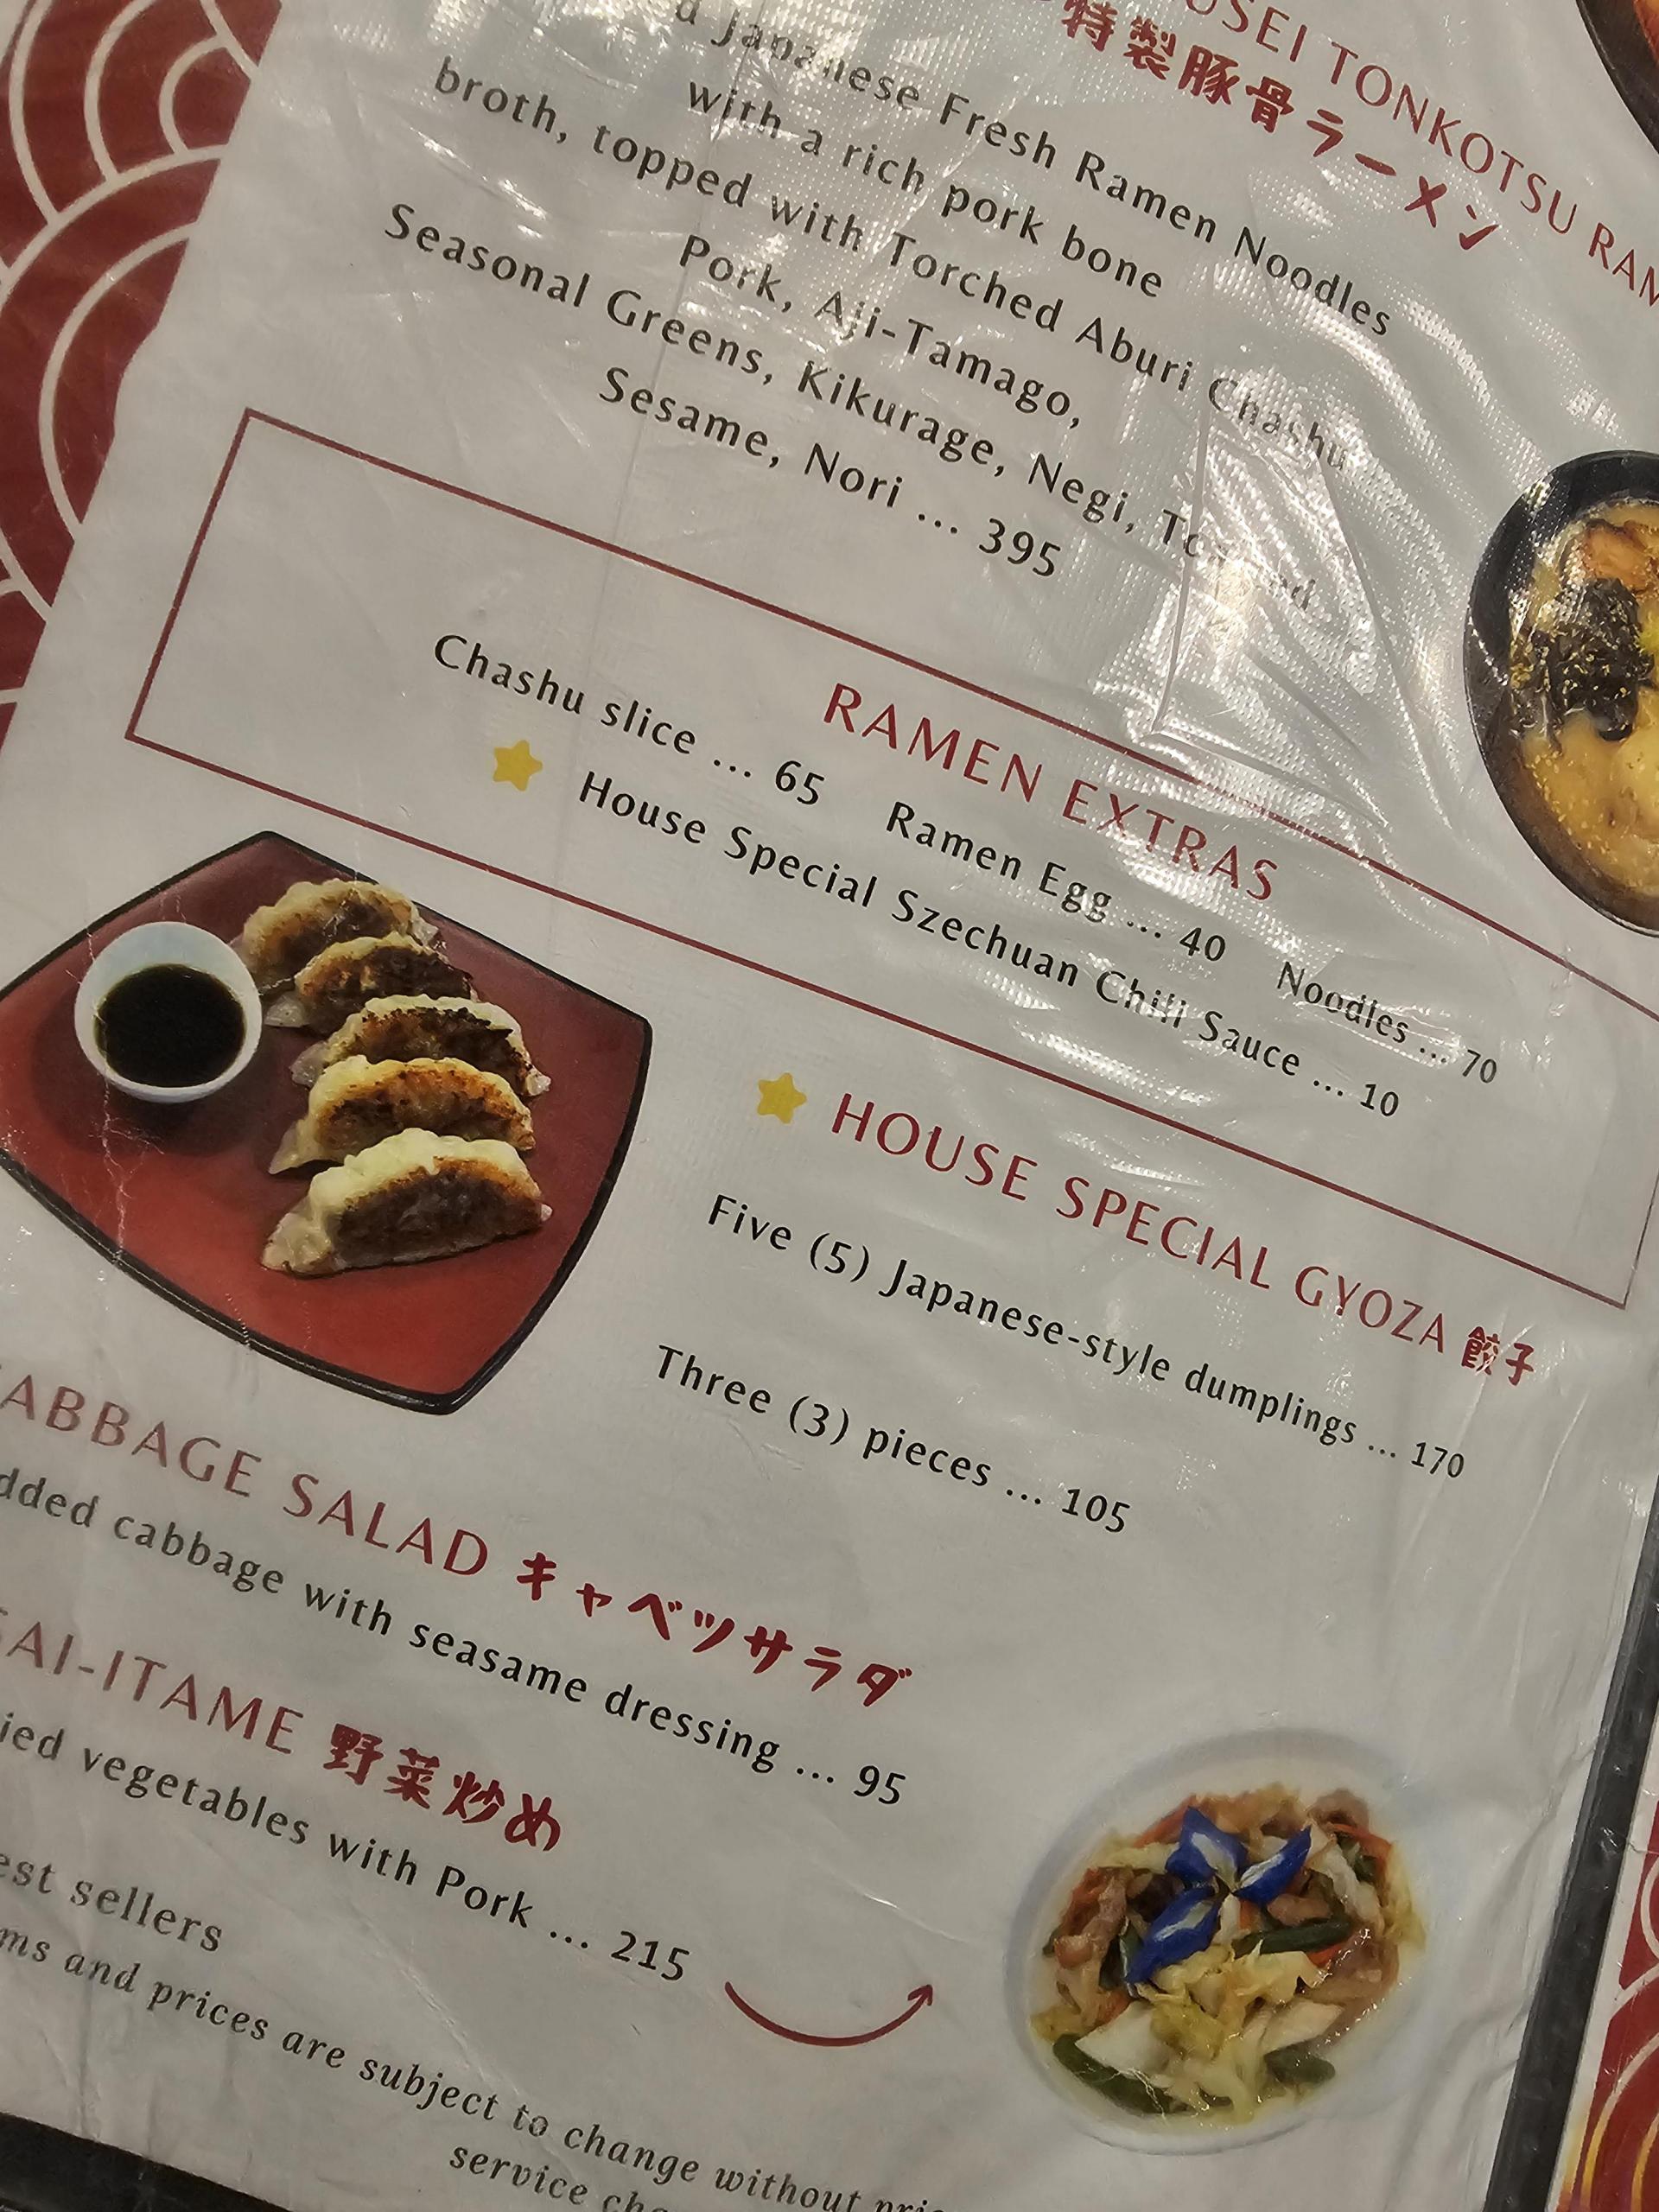 TONKOTSU
特製豚骨ラーメン
Japanese Fresh Ramen Noodles
with a rich pork bone
broth, topped with Torched Aburi Chashu
Pork, Aji-Tamago,
Seasonal Greens, Kikurage, Negi,
Sesame, Nori ... 395
RAMEN EXTRAS
Chashu slice ... 65 Ramen Egg ... 40 Noodles ... 70
House Special Szechuan Chili Sauce ... 10
HOUSE SPECIAL GYOZA 餃子
Five (5) Japanese-style dumplings ... 170
Three (3) pieces ... 105
ABBAGE SALAD キャベツサラダ
dded cabbage with seasame dressing ... 95
SAI-ITAME 野菜炒め
ied vegetables with Pork ... 215
est sellers
ms and prices are subject to change without
service